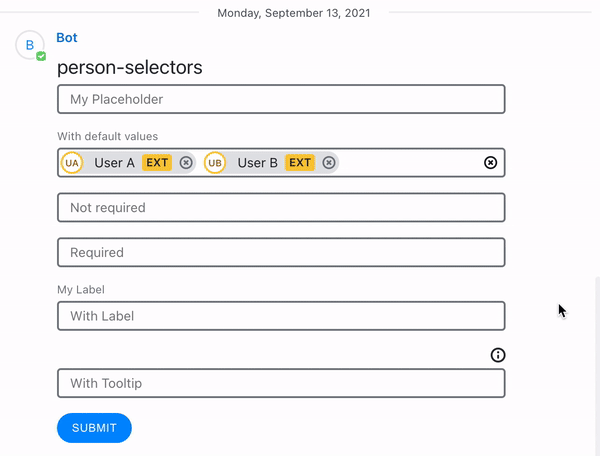 Monday, September 13, 2021
B
Bot
person-selectors
My Placeholder
With default values
UA User A EXT UB User B EXT
Not required
Required
My Label
With Label
With Tooltip
SUBMIT